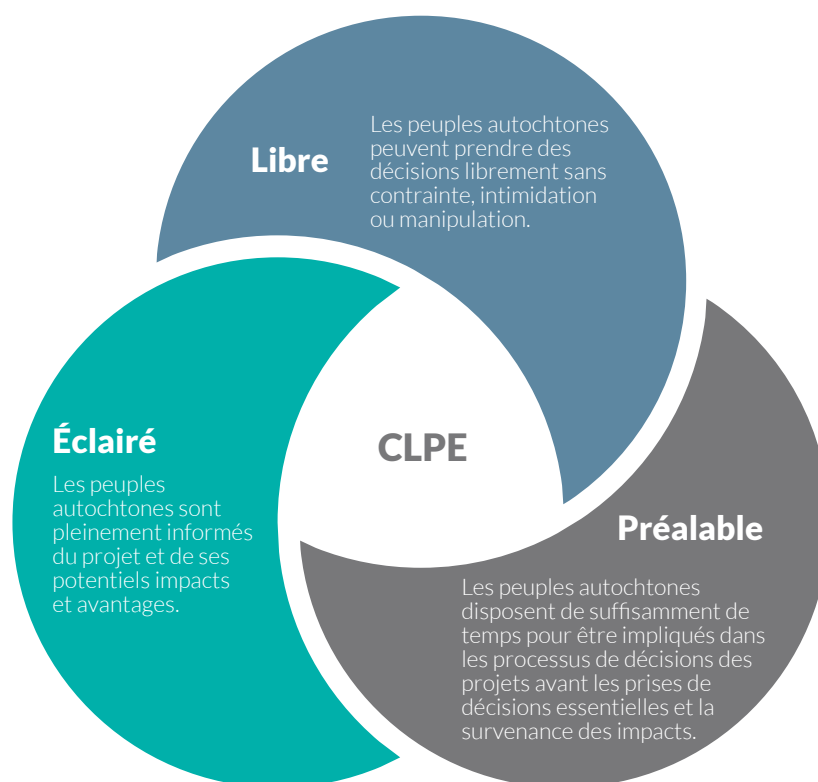 Libre
Les peuples autochtones
peuvent prendre des
décisions librement sans
contrainte, intimidation
ou manipulation.
Éclairé
Les peuples
autochtones sont
pleinement informés
du projet et de ses
potentiels impacts
et avantages.
CLPE
Préalable
Les peuples autochtones
disposent de suffisamment de
temps pour être impliqués dans
les processus de décisions des
projets avant les prises de
décisions essentielles et la
survenance des impacts.